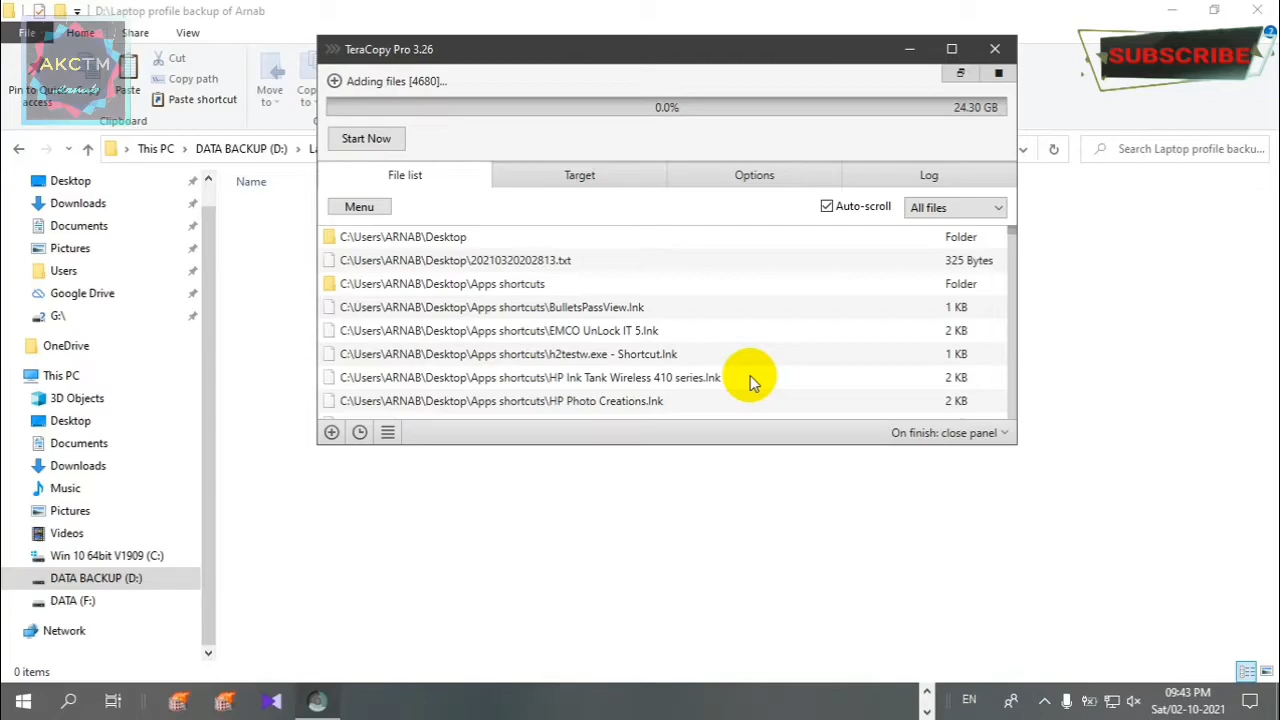 D:\Laptop profile backup of Arnab
File
Home
Share
View
AKCTM
Pin to Quick access
Paste
Cut
Copy path
Paste shortcut
Clipboard
Move to
TeraCopy Pro 3.26
Adding files [4680]...
0.0%
24.30 GB
Start Now
File list
Target
Options
Log
Menu
Auto-scroll
All files
C:\Users\ARNAB\Desktop Folder
C:\Users\ARNAB\Desktop\20210320202813.txt 325 Bytes
C:\Users\ARNAB\Desktop\Apps shortcuts Folder
C:\Users\ARNAB\Desktop\Apps shortcuts\BulletsPassView.lnk 1 KB
C:\Users\ARNAB\Desktop\Apps shortcuts\EMCO UnLock IT 5.lnk 2 KB
C:\Users\ARNAB\Desktop\Apps shortcuts\h2testw.exe - Shortcut.lnk 1 KB
C:\Users\ARNAB\Desktop\Apps shortcuts\HP Ink Tank Wireless 410 series.lnk 2 KB
C:\Users\ARNAB\Desktop\Apps shortcuts\HP Photo Creations.lnk 2 KB
On finish: close panel
SUBSCRIBE
This PC
DATA BACKUP (D:)
Search Laptop profile backu...
Name
Desktop
Downloads
Documents
Pictures
Users
Google Drive
G:\
OneDrive
This PC
3D Objects
Desktop
Documents
Downloads
Music
Pictures
Videos
Win 10 64bit V1909 (C:)
DATA BACKUP (D:)
DATA (F:)
Network
0 items
EN
09:43 PM
Sat/02-10-2021